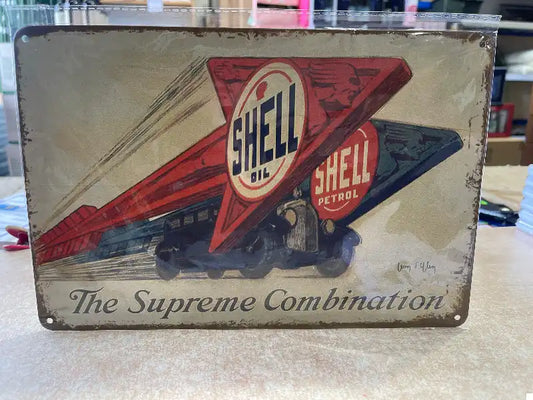 SHELL
OIL
SHELL
PETROL
The Supreme Combination